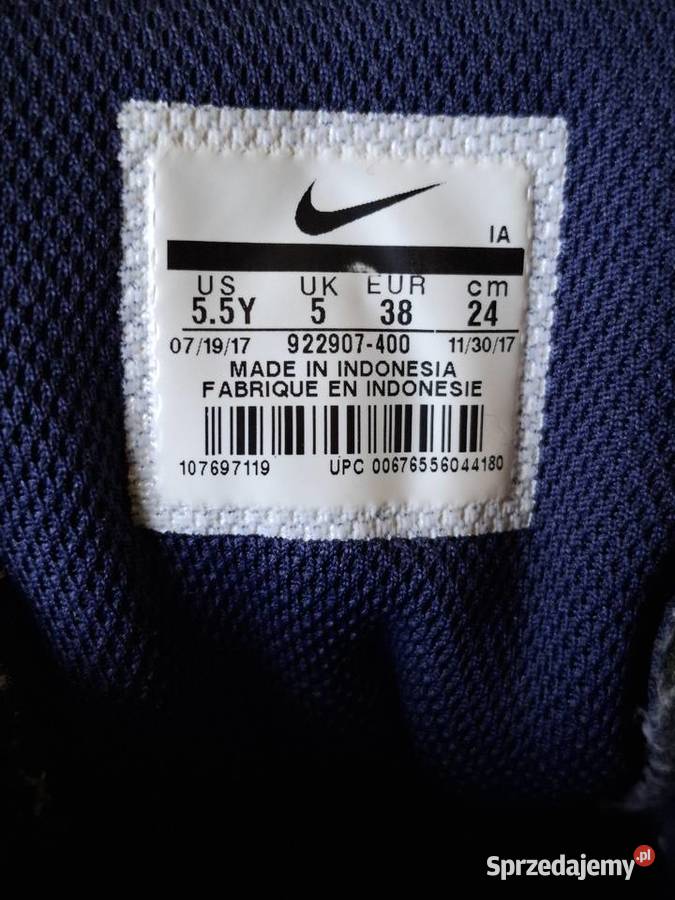 IA
US UK EUR cm
5.5Y 5 38 24
07/19/17 922907-400 11/30/17
MADE IN INDONESIA
FABRIQUE EN INDONESIE
107697119 UPC 00676556044180
Sprzedajemy.pl